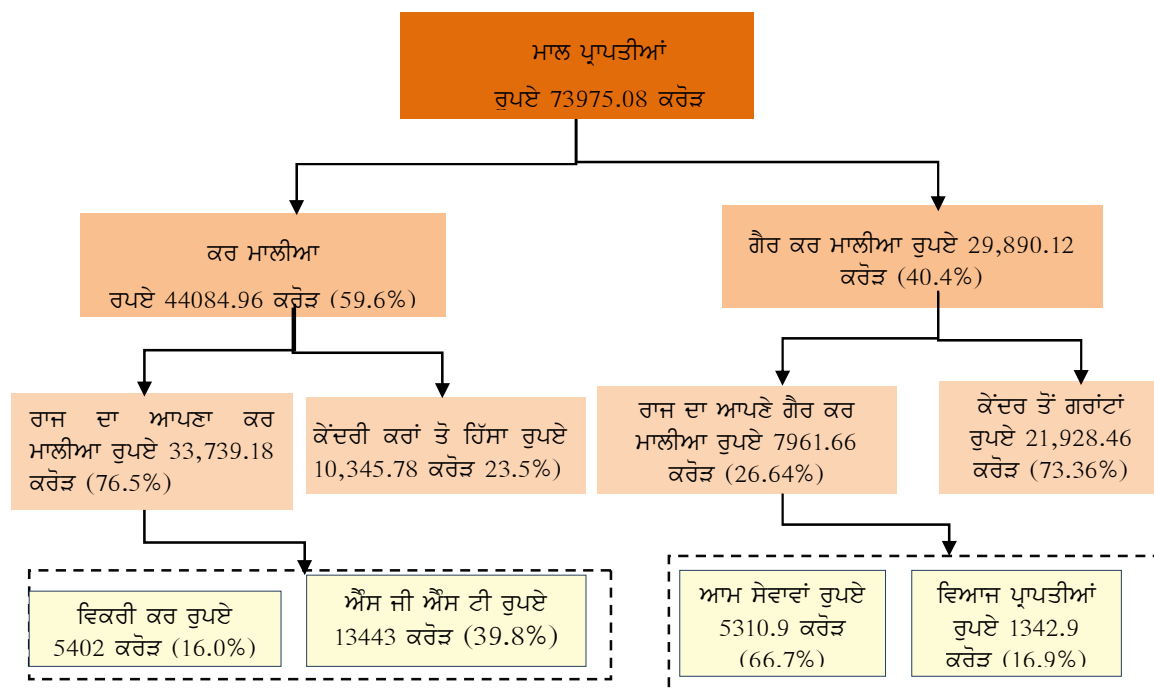 ਮਾਲ ਪ੍ਰਾਪਤੀਆਂ
ਰੁਪਏ 73975.08 ਕਰੋੜ
ਕਰ ਮਾਲੀਆ
ਰੁਪਏ 44084.96 ਕਰੋੜ (59.6%)
ਗੈਰ ਕਰ ਮਾਲੀਆ ਰੁਪਏ 29,890.12
ਕਰੋੜ (40.4%)
ਰਾਜ ਦਾ ਆਪਣਾ ਕਰ
ਮਾਲੀਆ ਰੁਪਏ 33,739.18
ਕਰੋੜ (76.5%)
ਕੇਂਦਰੀ ਕਰਾਂ ਤੋ ਹਿੱਸਾ ਰੁਪਏ
10,345.78 ਕਰੋੜ 23.5%)
ਰਾਜ ਦਾ ਆਪਣੇ ਗੈਰ ਕਰ
ਮਾਲੀਆ ਰੁਪਏ 7961.66
ਕਰੋੜ (26.64%)
ਕੇਂਦਰ ਤੋਂ ਗਰਾਂਟਾਂ
ਰੁਪਏ 21,928.46
ਕਰੋੜ (73.36%)
ਵਿਕਰੀ ਕਰ ਰੁਪਏ
5402 ਕਰੋੜ (16.0%)
ਐੱਸ ਜੀ ਐੱਸ ਟੀ ਰੁਪਏ
13443 ਕਰੋੜ (39.8%)
ਆਮ ਸੇਵਾਵਾਂ ਰੁਪਏ
5310.9 ਕਰੋੜ
(66.7%)
ਵਿਆਜ ਪ੍ਰਾਪਤੀਆਂ
ਰੁਪਏ 1342.9
ਕਰੋੜ (16.9%)